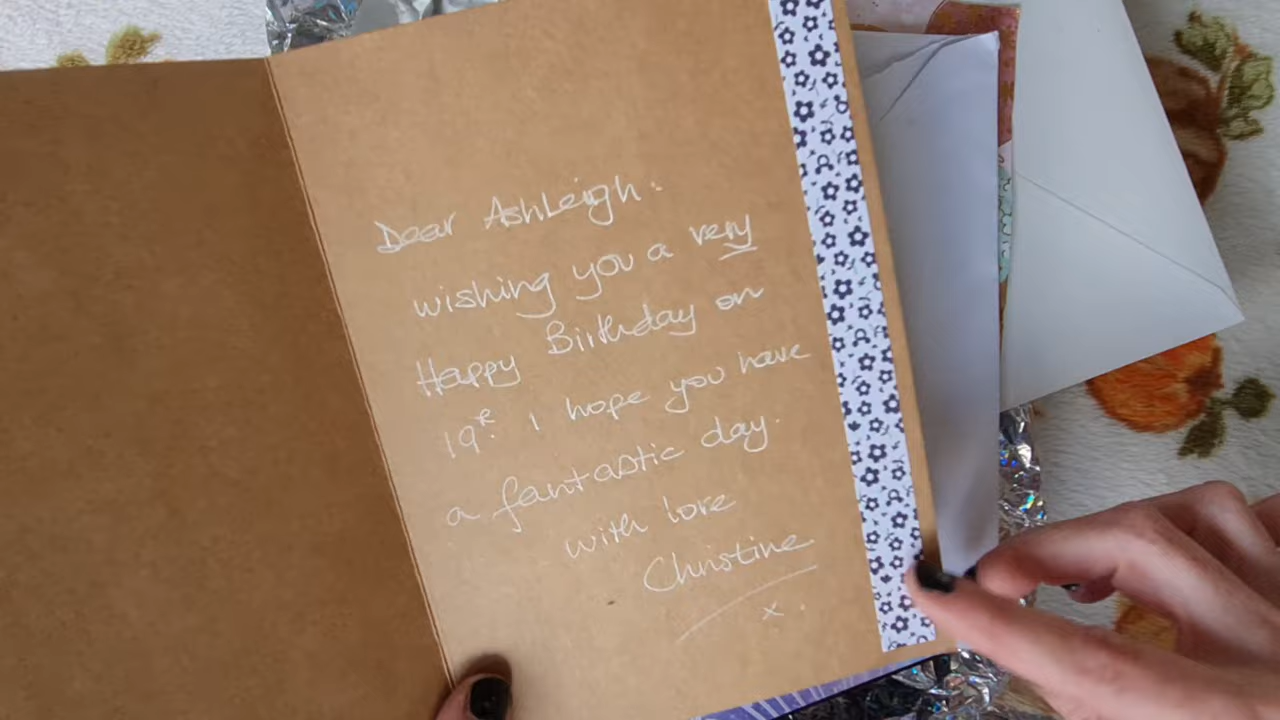 Dear Ashleigh.
wishing you a very
Happy Birthday on
19th. I hope you have
a fantastic day.
with love
Christine
x